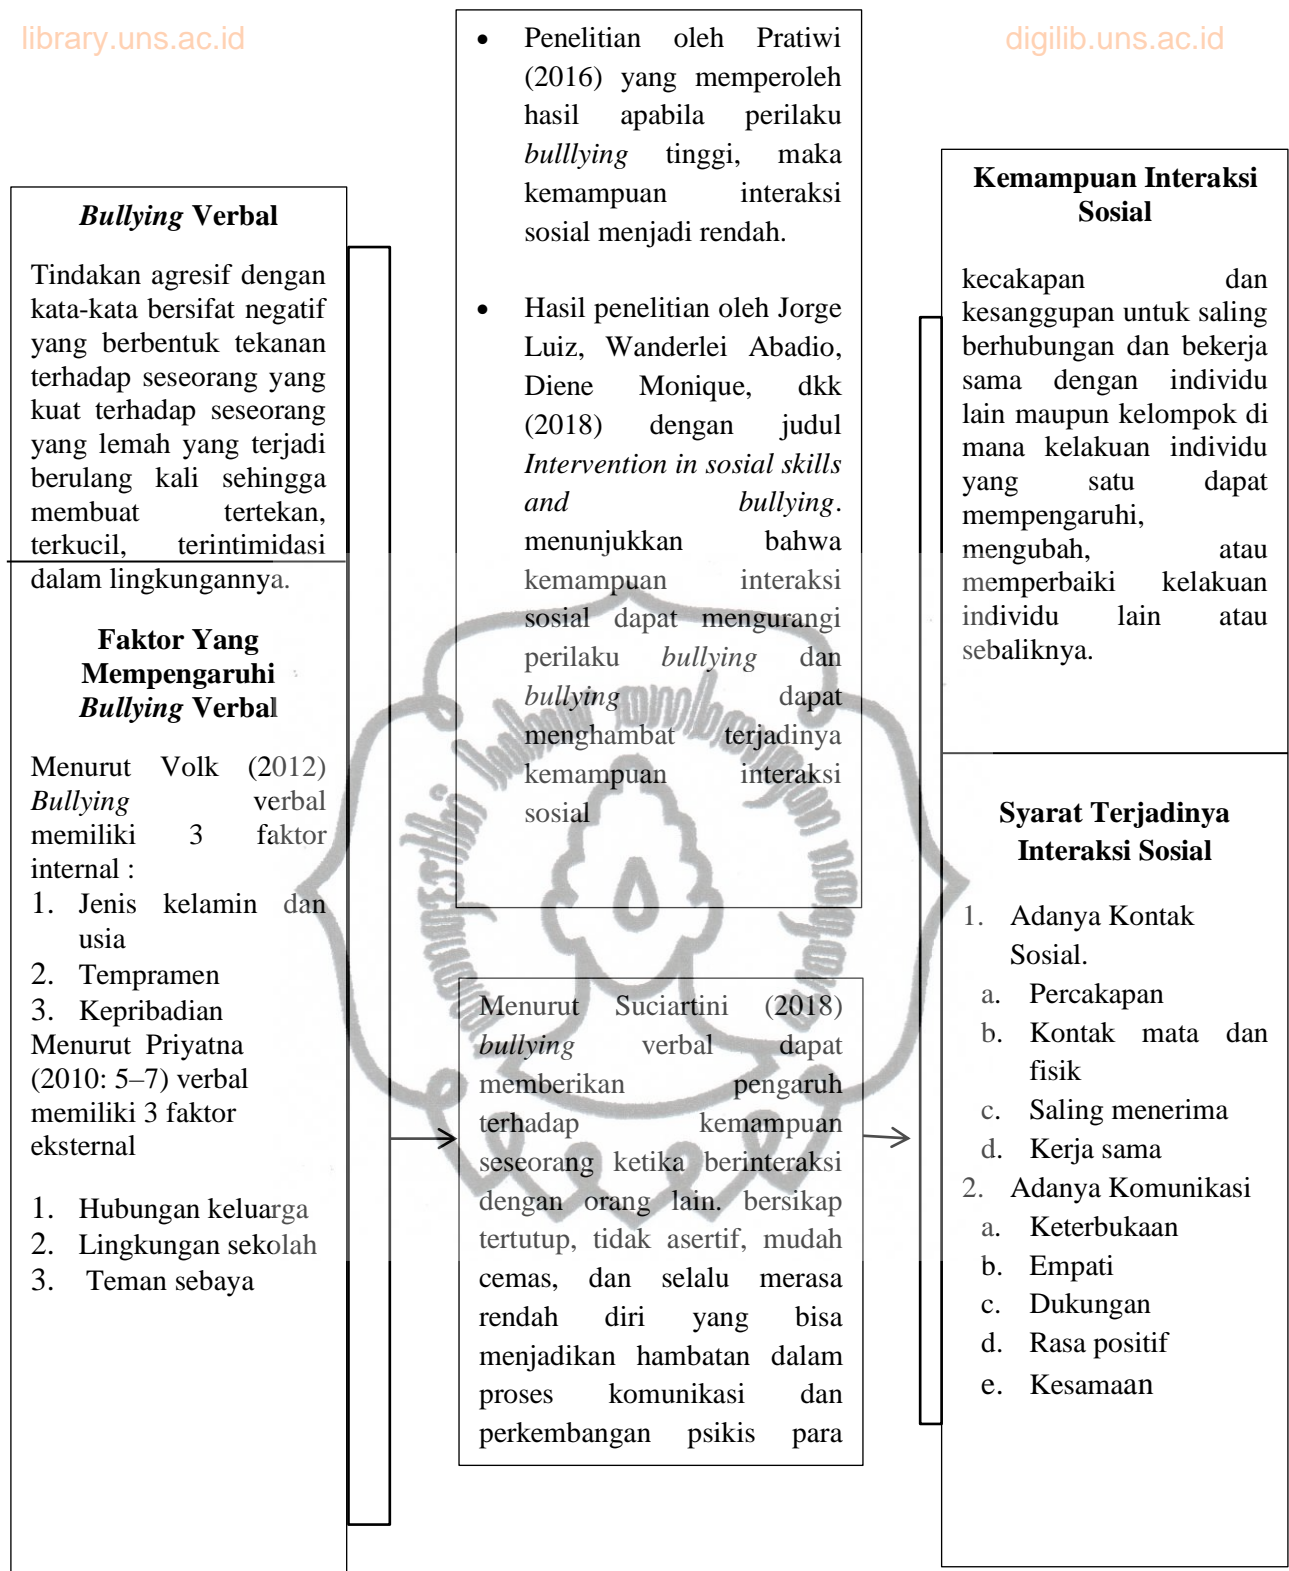 library.uns.ac.id
digilib.uns.ac.id
Bullying Verbal
Tindakan agresif dengan
kata-kata bersifat negatif
yang berbentuk tekanan
terhadap seseorang yang
kuat terhadap seseorang
yang lemah yang terjadi
berulang kali sehingga
membuat tertekan,
terkucil, terintimidasi
dalam lingkungannya.
Faktor Yang
Mempengaruhi
Bullying Verbal
Menurut Volk (2012)
Bullying verbal
memiliki 3 faktor
internal :
1. Jenis kelamin dan
usia
2. Tempramen
3. Kepribadian
Menurut Priyatna
(2010: 5–7) verbal
memiliki 3 faktor
eksternal
1. Hubungan keluarga
2. Lingkungan sekolah
3. Teman sebaya
• Penelitian oleh Pratiwi
(2016) yang memperoleh
hasil apabila perilaku
bulllying tinggi, maka
kemampuan interaksi
sosial menjadi rendah.
• Hasil penelitian oleh Jorge
Luiz, Wanderlei Abadio,
Diene Monique, dkk
(2018) dengan judul
Intervention in sosial skills
and bullying.
menunjukkan bahwa
kemampuan interaksi
sosial dapat mengurangi
perilaku bullying dan
bullying dapat
menghambat terjadinya
kemampuan interaksi
sosial
Menurut Suciartini (2018)
bullying verbal dapat
memberikan pengaruh
terhadap kemampuan
seseorang ketika berinteraksi
dengan orang lain. bersikap
tertutup, tidak asertif, mudah
cemas, dan selalu merasa
rendah diri yang bisa
menjadikan hambatan dalam
proses komunikasi dan
perkembangan psikis para
Kemampuan Interaksi
Sosial
kecakapan dan
kesanggupan untuk saling
berhubungan dan bekerja
sama dengan individu
lain maupun kelompok di
mana kelakuan individu
yang satu dapat
mempengaruhi,
mengubah, atau
memperbaiki kelakuan
individu lain atau
sebaliknya.
Syarat Terjadinya
Interaksi Sosial
1. Adanya Kontak
Sosial.
a. Percakapan
b. Kontak mata dan
fisik
c. Saling menerima
d. Kerja sama
2. Adanya Komunikasi
a. Keterbukaan
b. Empati
c. Dukungan
d. Rasa positif
e. Kesamaan